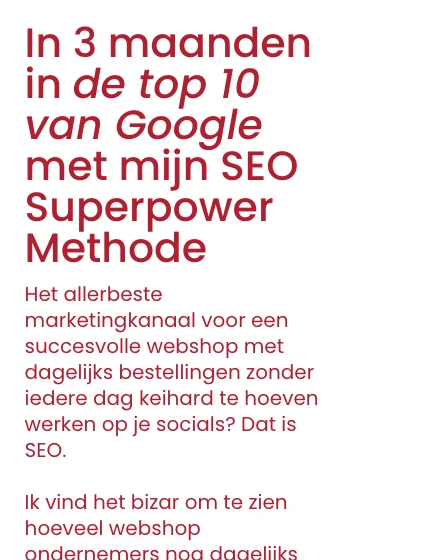 In 3 maanden
in de top 10
van Google
met mijn SEO
Superpower
Methode
Het allerbeste
marketingkanaal voor een
succesvolle webshop met
dagelijks bestellingen zonder
iedere dag keihard te hoeven
werken op je socials? Dat is
SEO.
Ik vind het bizar om te zien
hoeveel webshop
ondernemers nog dagelijks